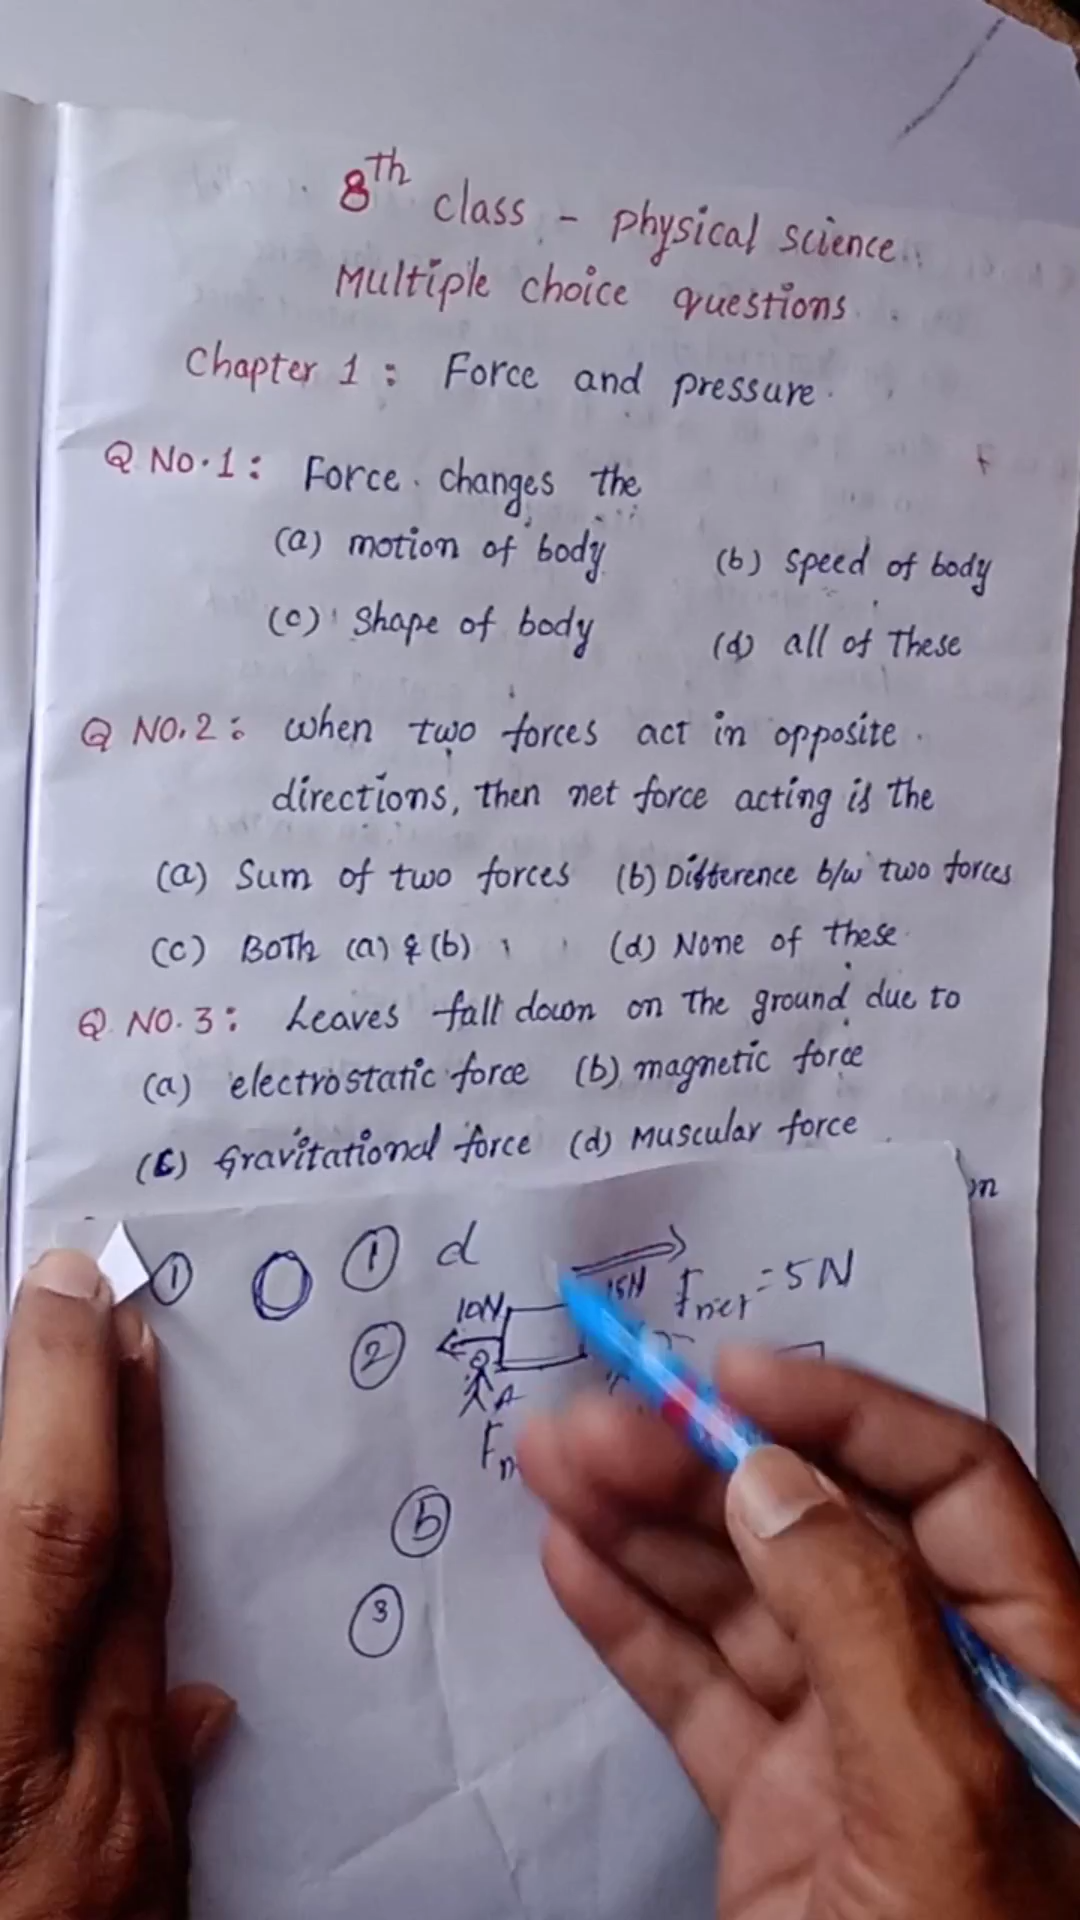 8Th class - physical science
Multiple choice questions
Chapter 1: Force and pressure.
Q No.1: Force changes the
(a) motion of body (b) speed of body
(c) Shape of body (d) all of These
Q NO.2: when two forces act in opposite
directions, then net force acting is the
(a) Sum of two forces (b) Difference b/w two forces
(c) Both (a) & (b) (d) None of these
Q NO.3: Leaves fall down on The ground due to
(a) electrostatic force (b) magnetic force
(c) Gravitational force (d) Muscular force
1 1 d
10N 15N Fnet = 5N
2
A
b
3